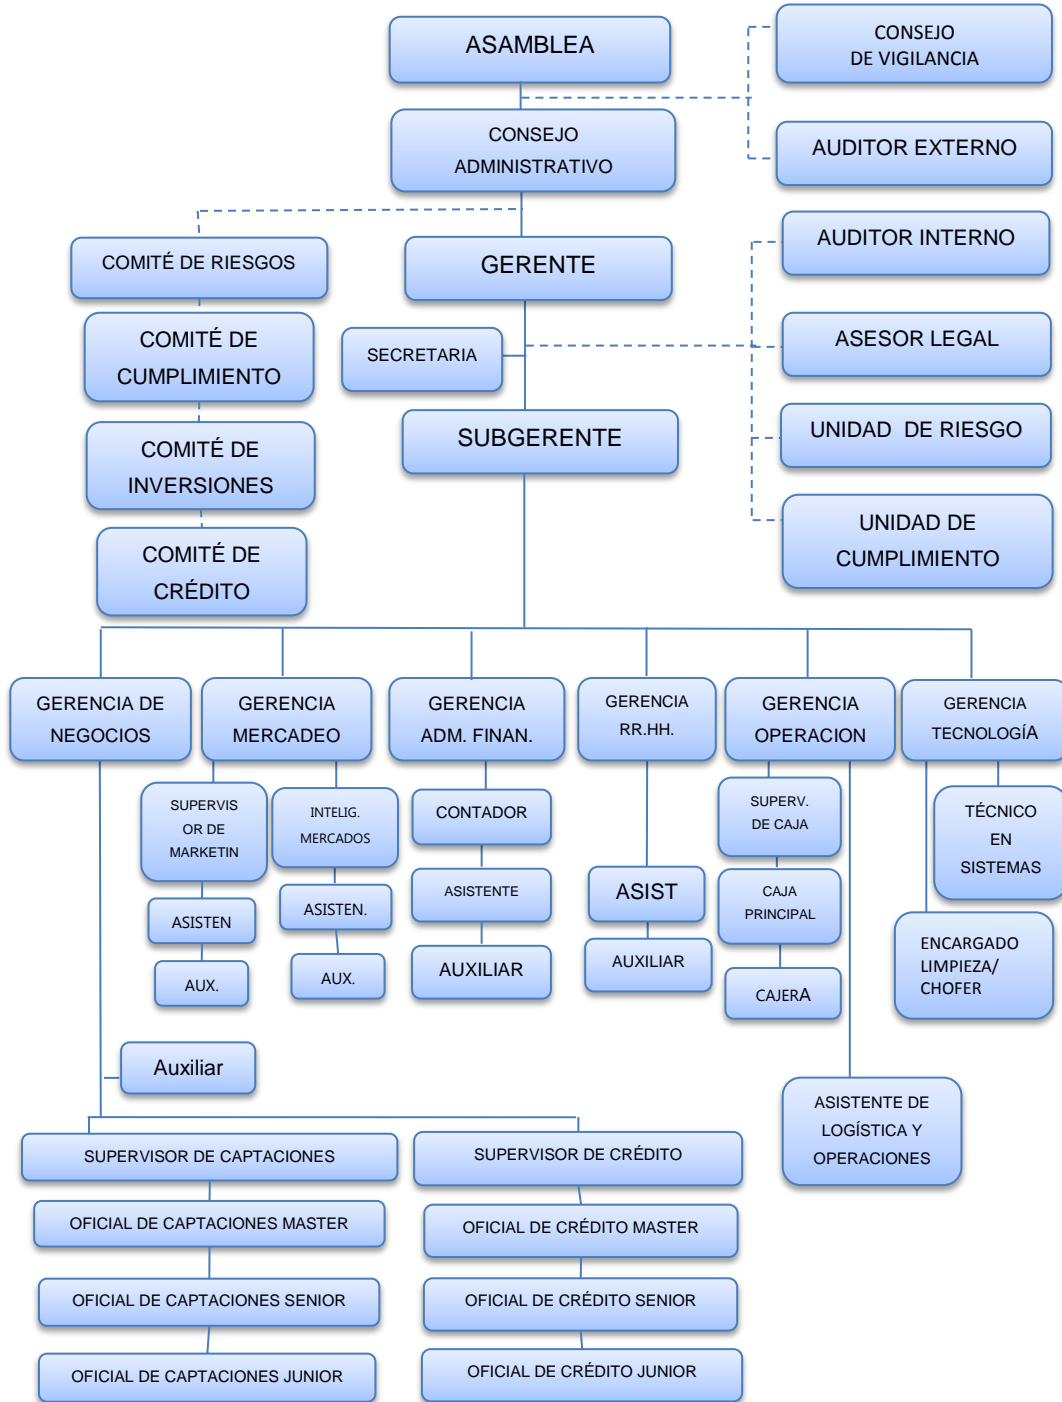 ASAMBLEA
CONSEJO
DE VIGILANCIA
CONSEJO
ADMINISTRATIVO
AUDITOR EXTERNO
AUDITOR INTERNO
COMITÉ DE RIESGOS
GERENTE
COMITÉ DE
CUMPLIMIENTO
SECRETARIA
ASESOR LEGAL
COMITÉ DE
INVERSIONES
SUBGERENTE
UNIDAD DE RIESGO
COMITÉ DE
CRÉDITO
UNIDAD DE
CUMPLIMIENTO
GERENCIA DE
NEGOCIOS
GERENCIA
MERCADEO
GERENCIA
ADM. FINAN.
GERENCIA
RR.HH.
GERENCIA
OPERACION
GERENCIA
TECNOLOGÍA
SUPERVIS
OR DE
MARKETIN
INTELIG.
MERCADOS
CONTADOR
SUPERV.
DE CAJA
TÉCNICO
EN
SISTEMAS
ASISTEN
ASISTEN.
ASISTENTE
ASIST
CAJA
PRINCIPAL
AUX.
AUX.
AUXILIAR
AUXILIAR
CAJERA
ENCARGADO
LIMPIEZA/
CHOFER
Auxiliar
ASISTENTE DE
LOGÍSTICA Y
OPERACIONES
SUPERVISOR DE CAPTACIONES
SUPERVISOR DE CRÉDITO
OFICIAL DE CAPTACIONES MASTER
OFICIAL DE CRÉDITO MASTER
OFICIAL DE CAPTACIONES SENIOR
OFICIAL DE CRÉDITO SENIOR
OFICIAL DE CAPTACIONES JUNIOR
OFICIAL DE CRÉDITO JUNIOR